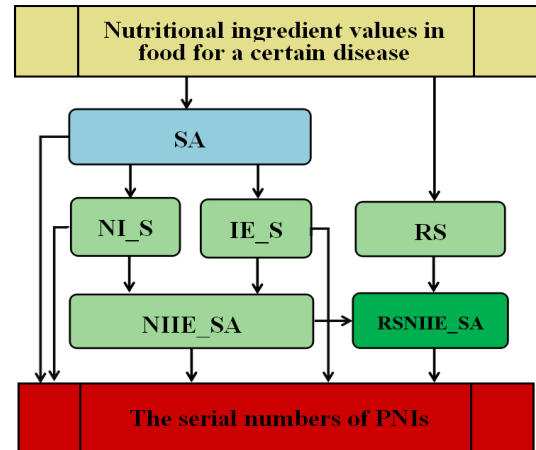 Nutritional ingredient values in
food for a certain disease
SA
NI_S
IE_S
RS
NIIE_SA
RSNIIE_SA
The serial numbers of PNIs